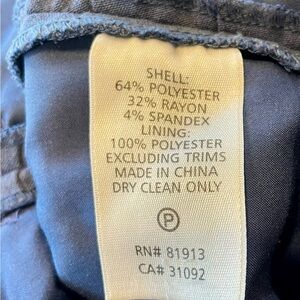 SHELL:
64% POLYESTER
32% RAYON
4% SPANDEX
LINING:
100% POLYESTER
EXCLUDING TRIMS
MADE IN CHINA
DRY CLEAN ONLY
P
RN# 81913
CA# 31092